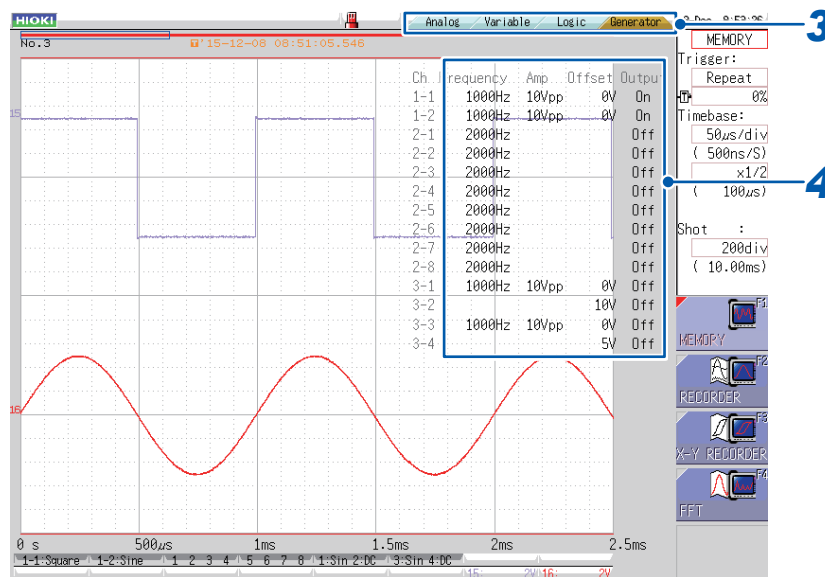 HIOKI
Analog Variable Logic Generator
3
No.3
'15-12-08 08:51:05.546
MEMORY
Trigger:
Repeat
0%
Timebase:
50µs/div
( 500ns/S)
x1/2
( 100µs)
Shot :
200div
( 10.00ms)
Ch Frequency Amp Offset Output
1-1 1000Hz 10Vpp 0V On
1-2 1000Hz 10Vpp 0V On
2-1 2000Hz Off
2-2 2000Hz Off
2-3 2000Hz Off
2-4 2000Hz Off
2-5 2000Hz Off
2-6 2000Hz Off
2-7 2000Hz Off
2-8 2000Hz Off
3-1 1000Hz 10Vpp 0V Off
3-2 10V Off
3-3 1000Hz 10Vpp 0V Off
3-4 5V Off
4
15
16
F1
MEMORY
F2
RECORDER
F3
X-Y RECORDER
F4
FFT
0 s 500µs 1ms 1.5ms 2ms 2.5ms
1-1:Square 1-2:Sine 1 2 3 4 5 6 7 8 1:Sin 2:DC 3:Sin 4:DC
15: 2V 16: 2V